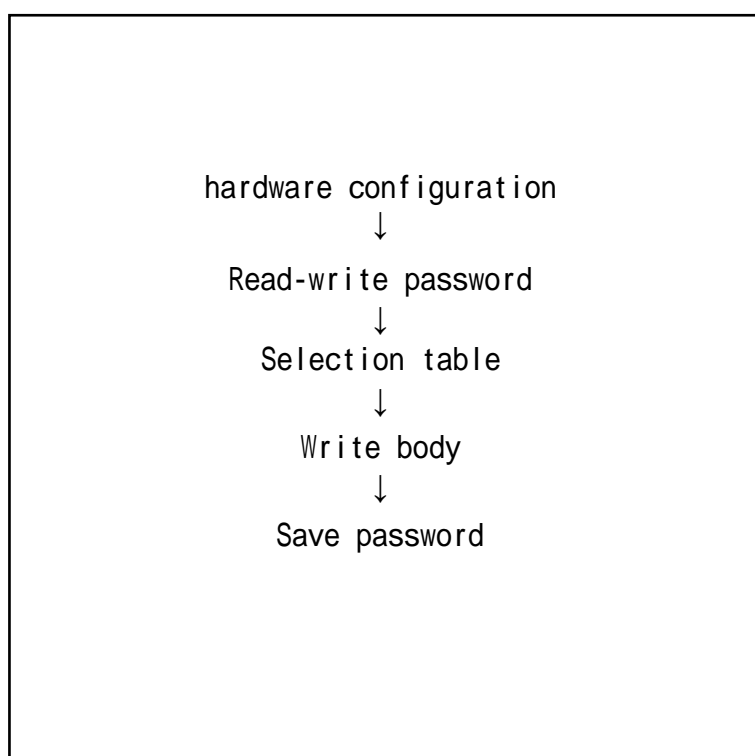 hardware configuration
↓
Read-write password
↓
Selection table
↓
Write body
↓
Save password